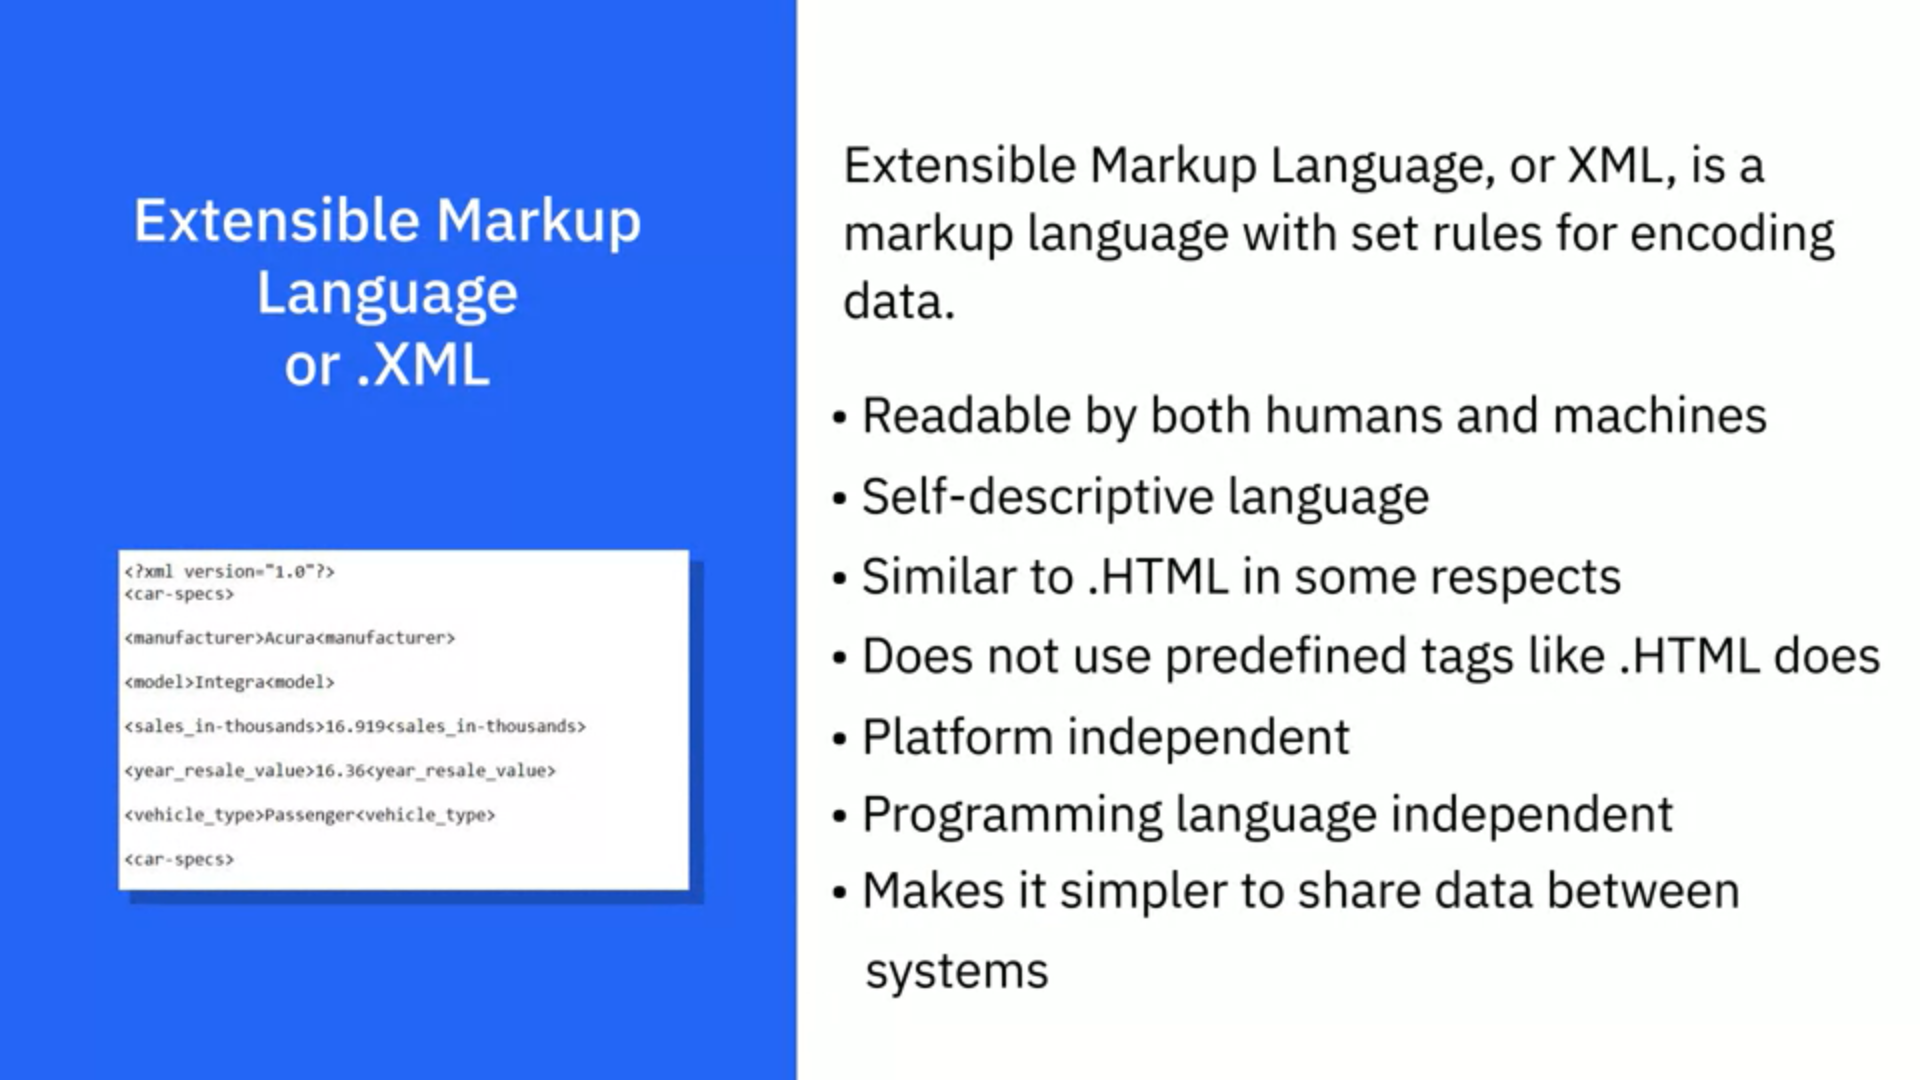 Extensible Markup
Language
or .XML
<?xml version="1.0"?>
<car-specs>
<manufacturer>Acura<manufacturer>
<model>Integra<model>
<sales_in-thousands>16.919<sales_in-thousands>
<year_resale_value>16.36<year_resale_value>
<vehicle_type>Passenger<vehicle_type>
<car-specs>
Extensible Markup Language, or XML, is a
markup language with set rules for encoding
data.
• Readable by both humans and machines
• Self-descriptive language
• Similar to .HTML in some respects
• Does not use predefined tags like .HTML does
• Platform independent
• Programming language independent
• Makes it simpler to share data between
systems